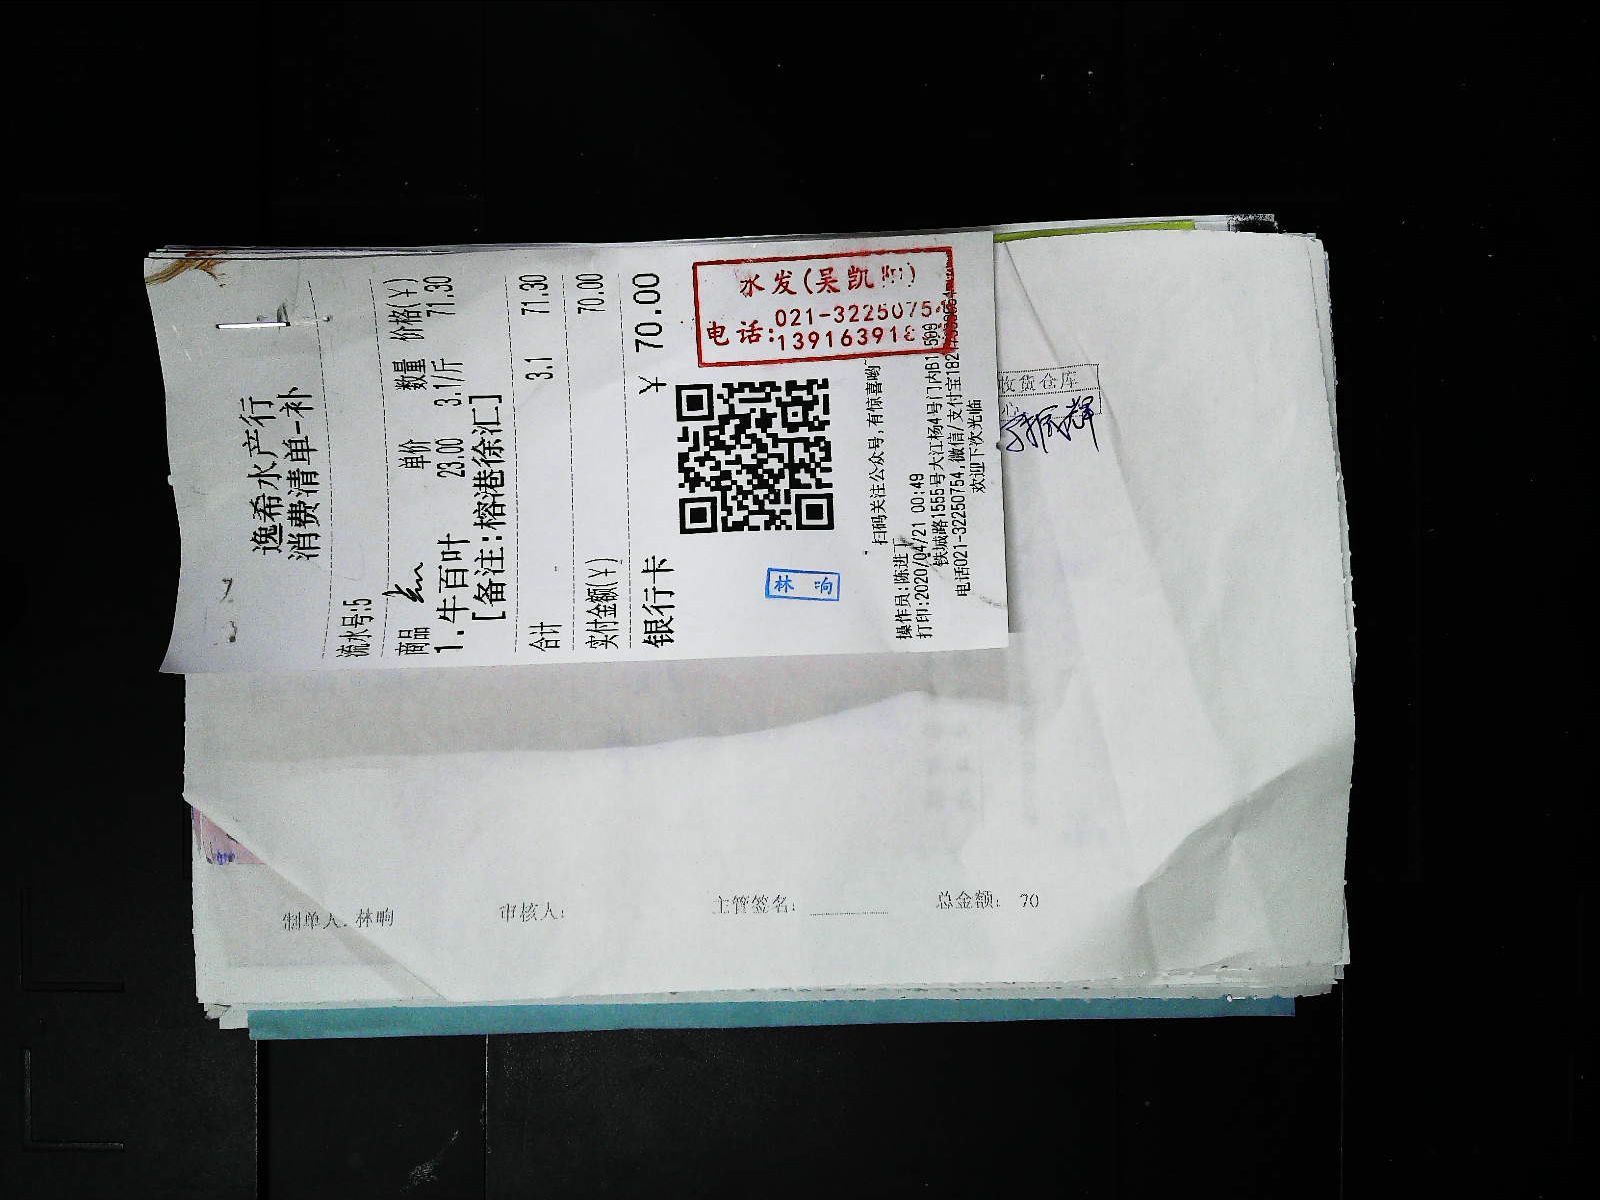 逸希水产行
消费清单-补
流水号:5
商品 单价 数量 价格(¥)
1.牛百叶 23.00 3.1/斤 71.30
[备注:榕港徐汇]
合计 3.1 71.30
实付金额(¥) 70.00
银行卡 ¥ 70.00
水发(吴凯
021-3225075
电话:
13916391
林 响
扫码关注公众号,有惊喜哟~
操作员:陈进丁
打印:2020/04/21 00:49
铁城路1555号大江杨4号门内B1-599
电话021-32250754,微信/支付宝182
欢迎下次光临
收货仓库
制单人:林响 审核人: 主管签名: 总金额: 70